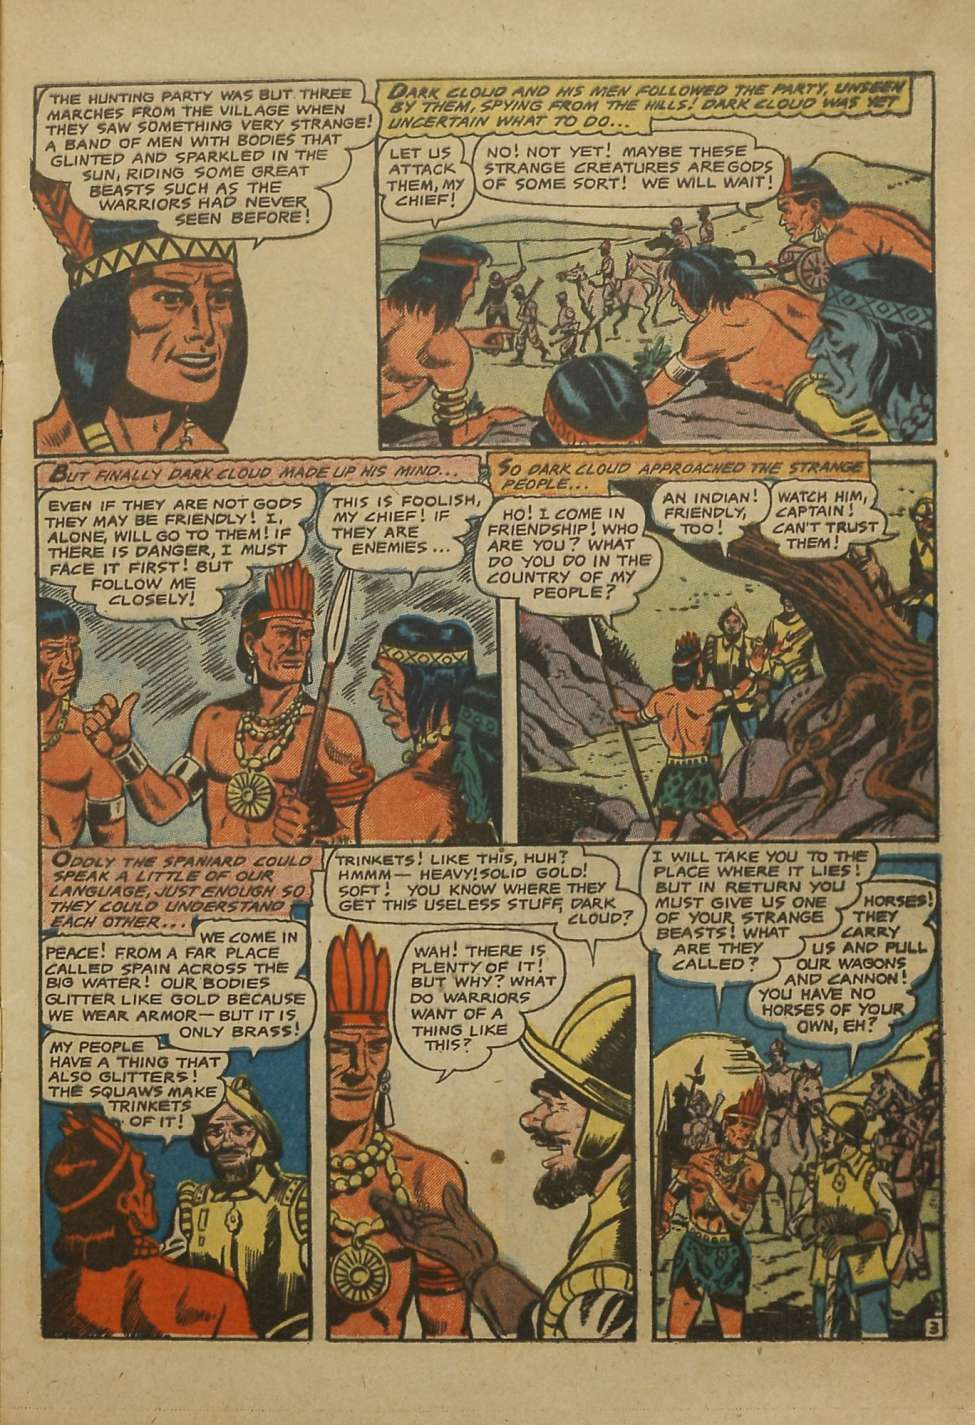 THE HUNTING PARTY WAS BUT THREE
MARCHES FROM THE VILLAGE WHEN
THEY SAW SOMETHING VERY STRANGE!
A BAND OF MEN WITH BODIES THAT
GLINTED AND SPARKLED IN THE
SUN, RIDING SOME GREAT
BEASTS SUCH AS THE
WARRIORS HAD NEVER
SEEN BEFORE!
DARK CLOUD AND HIS MEN FOLLOWED THE PARTY, UNSEEN
BY THEM, SPYING FROM THE HILLS! DARK CLOUD WAS YET
UNCERTAIN WHAT TO DO...
LET US
ATTACK
THEM, MY
CHIEF!
NO! NOT YET! MAYBE THESE
STRANGE CREATURES ARE GODS
OF SOME SORT! WE WILL WAIT!
BUT FINALLY DARK CLOUD MADE UP HIS MIND...
EVEN IF THEY ARE NOT GODS
THEY MAY BE FRIENDLY! I,
ALONE, WILL GO TO THEM! IF
THERE IS DANGER, I MUST
FACE IT FIRST! BUT
FOLLOW ME
CLOSELY!
THIS IS FOOLISH,
MY CHIEF! IF
THEY ARE
ENEMIES...
SO DARK CLOUD APPROACHED THE STRANGE
PEOPLE...
HO! I COME IN
FRIENDSHIP! WHO
ARE YOU? WHAT
DO YOU DO IN THE
COUNTRY OF MY
PEOPLE?
AN INDIAN!
FRIENDLY,
TOO!
WATCH HIM,
CAPTAIN!
CAN'T TRUST
THEM!
ODDLY THE SPANIARD COULD
SPEAK A LITTLE OF OUR
LANGUAGE, JUST ENOUGH SO
THEY COULD UNDERSTAND
EACH OTHER...
WE COME IN
PEACE! FROM A FAR PLACE
CALLED SPAIN ACROSS THE
BIG WATER! OUR BODIES
GLITTER LIKE GOLD BECAUSE
WE WEAR ARMOR—BUT IT IS
ONLY BRASS!
MY PEOPLE
HAVE A THING THAT
ALSO GLITTERS!
THE SQUAWS MAKE
TRINKETS
OF IT!
TRINKETS! LIKE THIS, HUH?
HMMM—HEAVY! SOLID GOLD!
SOFT! YOU KNOW WHERE THEY
GET THIS USELESS STUFF, DARK
CLOUD?
WAH! THERE IS
PLENTY OF IT!
BUT WHY? WHAT
DO WARRIORS
WANT OF A
THING LIKE
THIS?
I WILL TAKE YOU TO THE
PLACE WHERE IT LIES!
BUT IN RETURN YOU
MUST GIVE US ONE
OF YOUR STRANGE
BEASTS! WHAT
ARE THEY
CALLED?
HORSES!
THEY
CARRY
US AND PULL
OUR WAGONS
AND CANNON!
YOU HAVE NO
HORSES OF YOUR
OWN, EH?
3